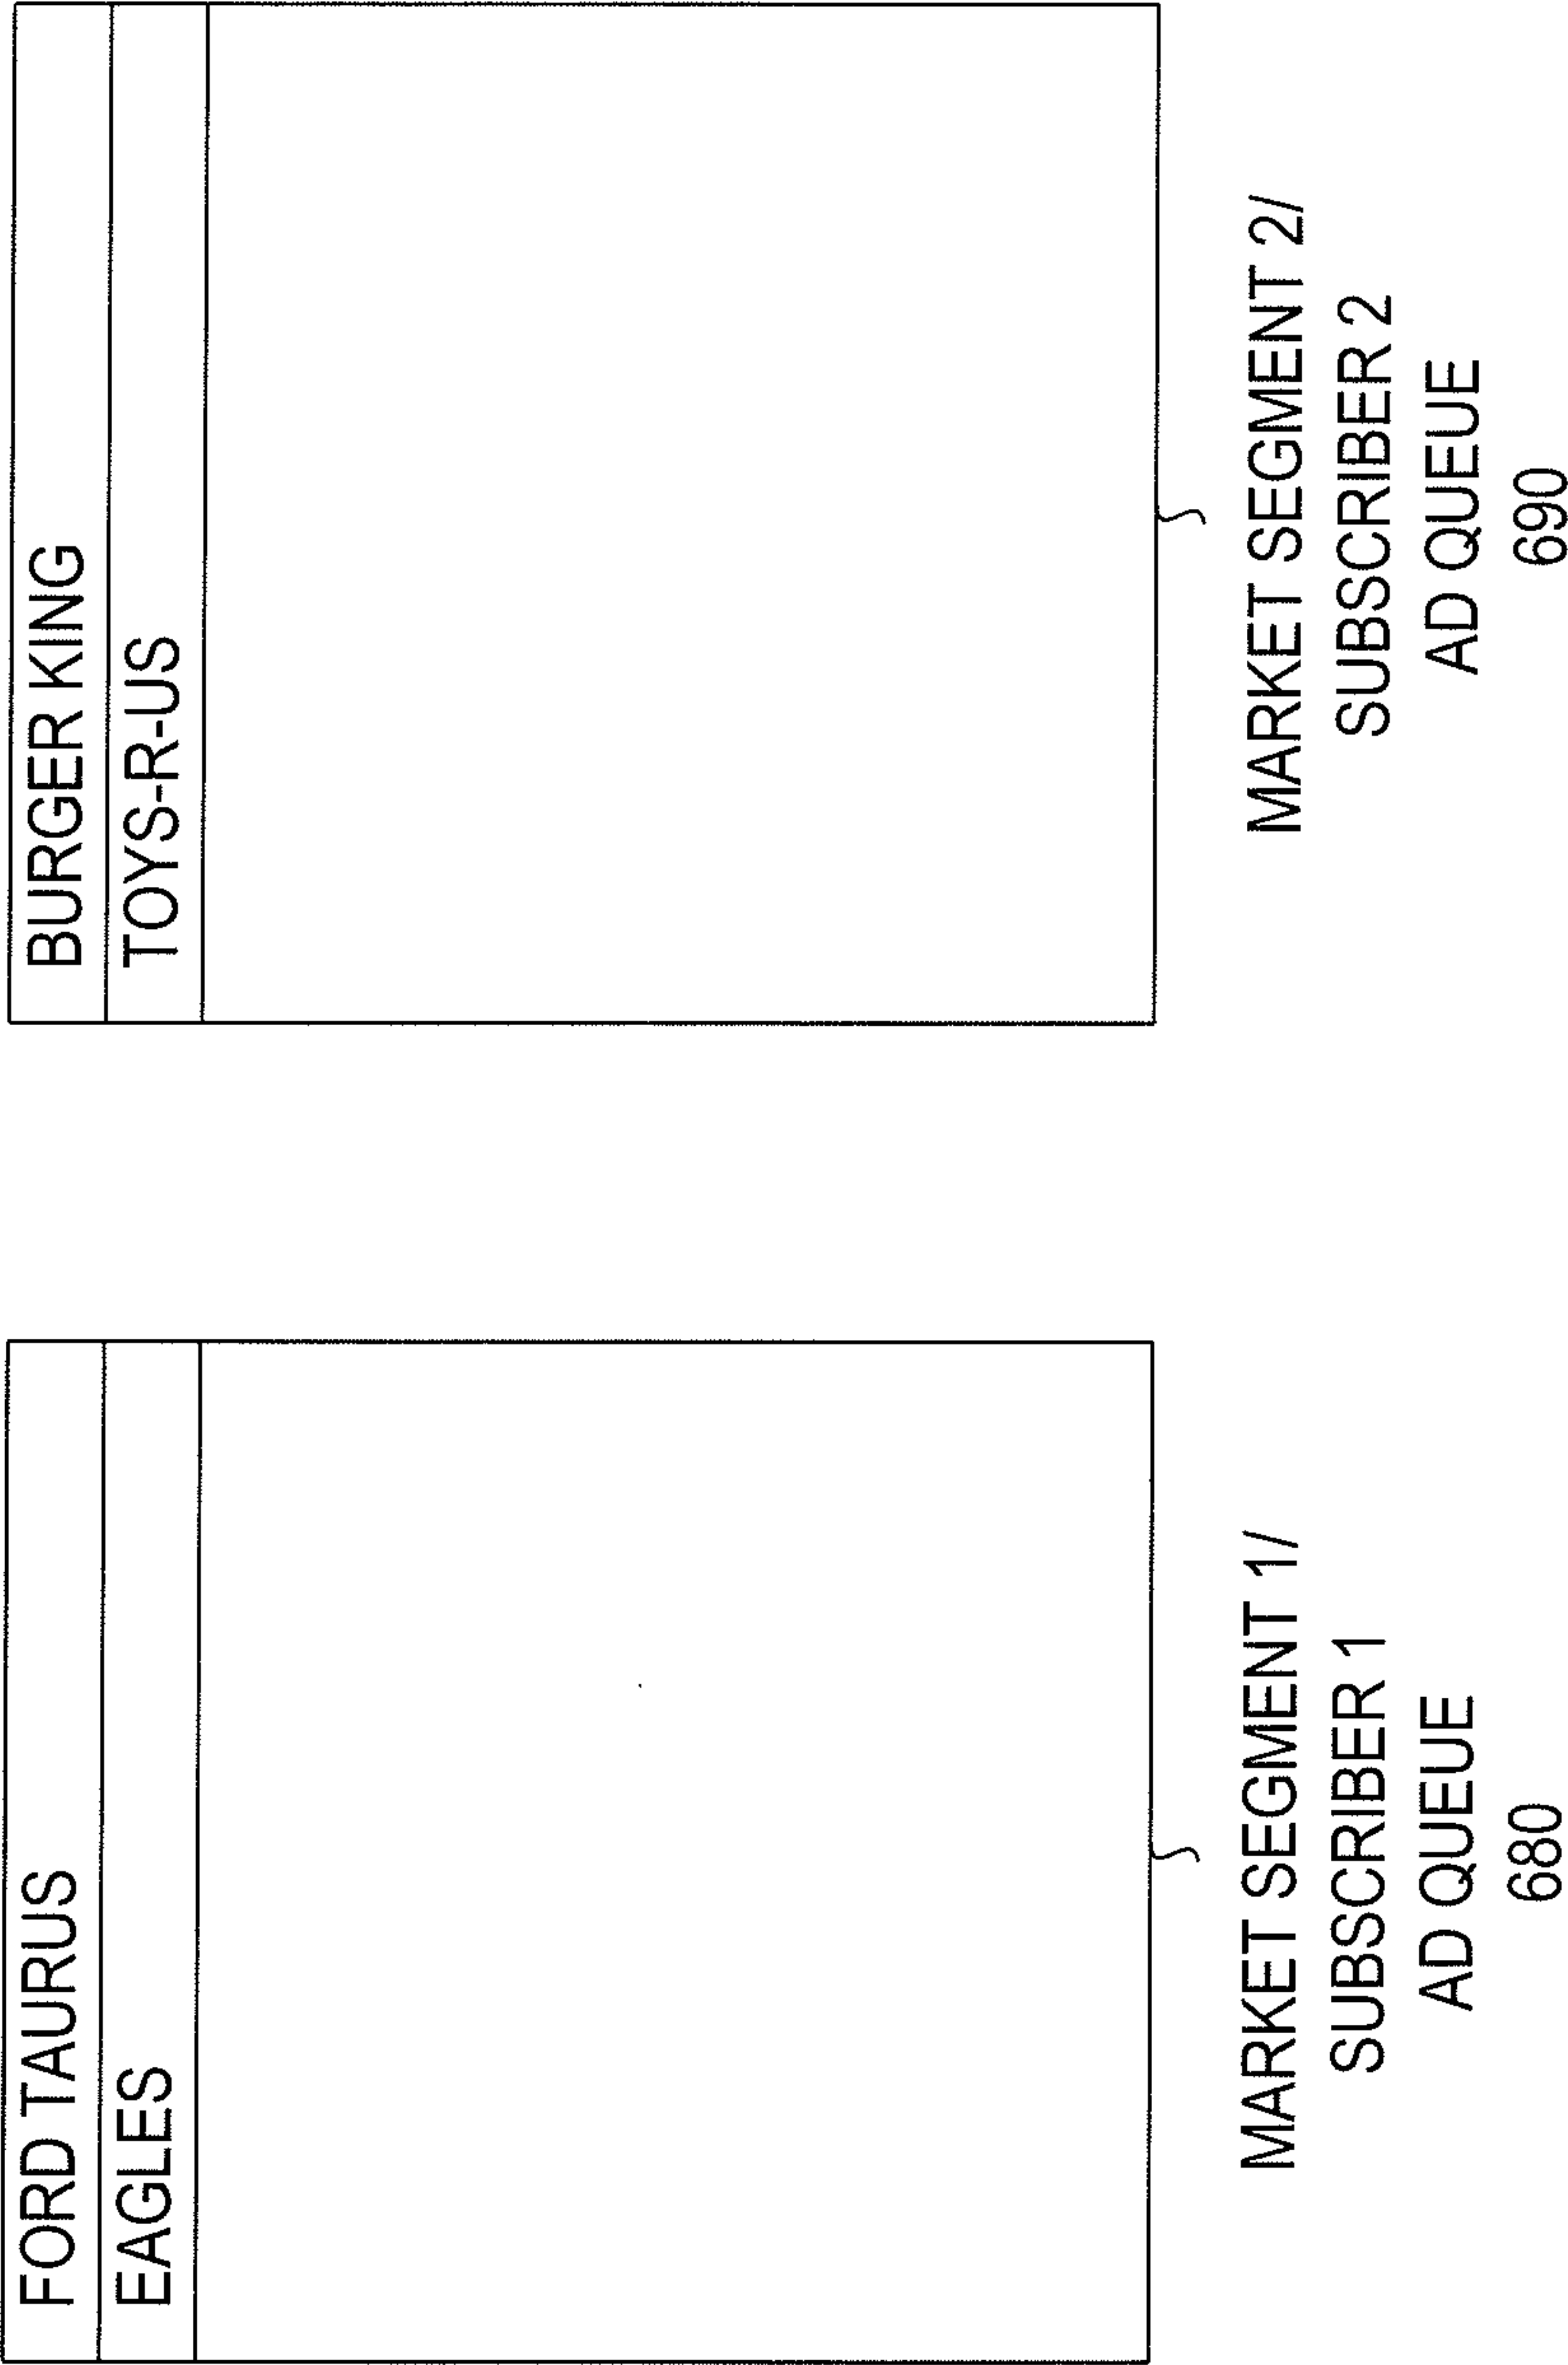 FORD TAURUS
EAGLES
MARKET SEGMENT 1/
SUBSCRIBER 1
AD QUEUE
680
BURGER KING
TOYS-R-US
MARKET SEGMENT 2/
SUBSCRIBER 2
AD QUEUE
690